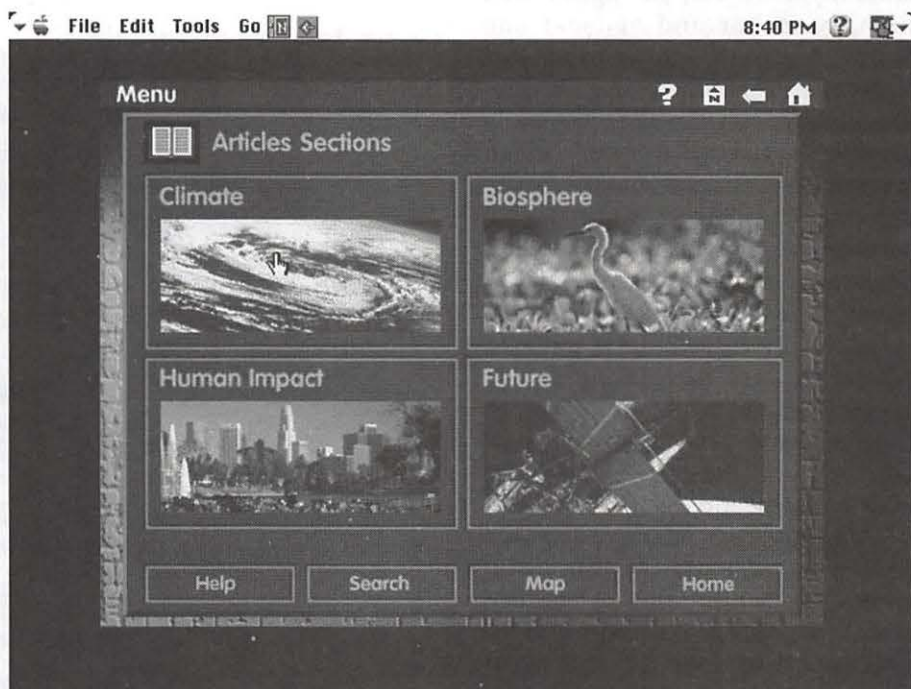 File Edit Tools Go N 8:40 PM ?
Menu ? N
Articles Sections
Climate Biosphere
Human Impact Future
Help Search Map Home